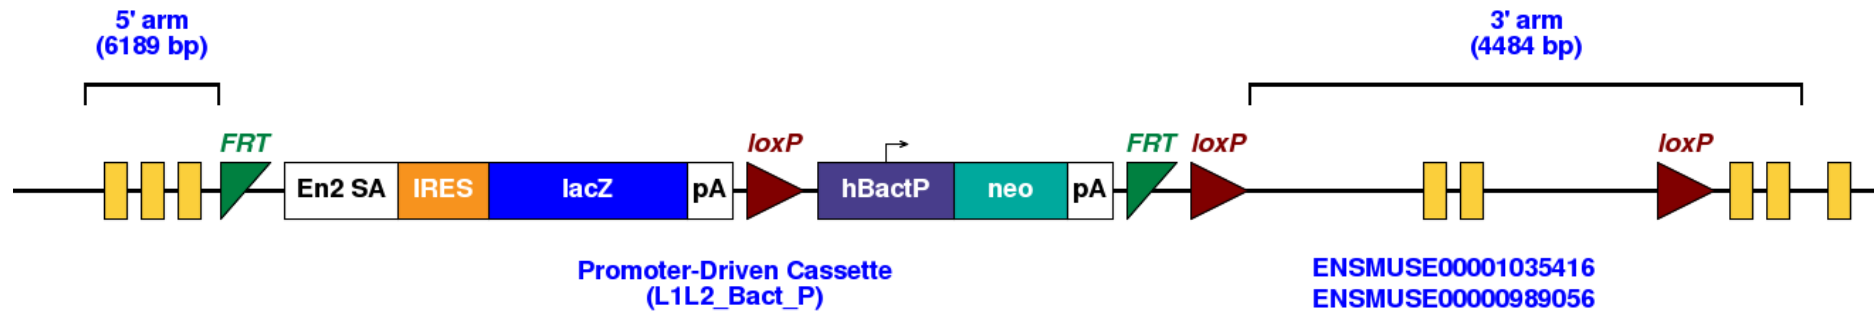 5' arm
(6189 bp)
3' arm
(4484 bp)
FRT
loxP
FRT
loxP
loxP
En2 SA
IRES
lacZ
pA
hBactP
neo
pA
Promoter-Driven Cassette
(L1L2_Bact_P)
ENSMUSE00001035416
ENSMUSE00000989056